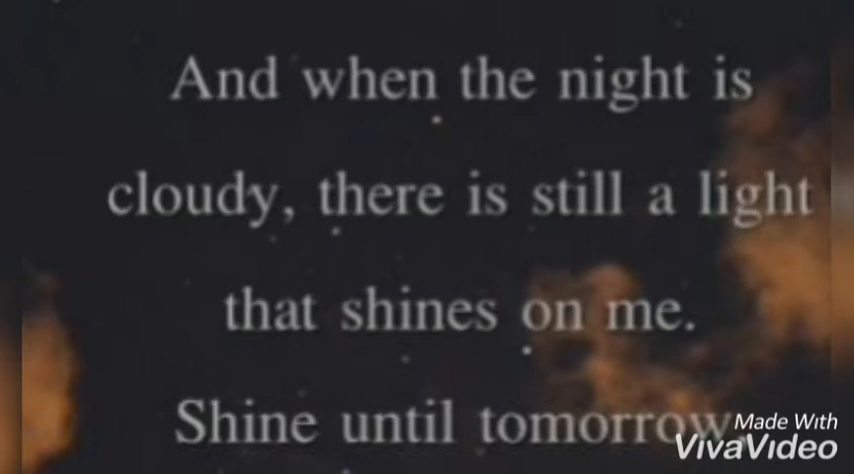 And when the night is
cloudy, there is still a light
that shines on me.
Shine until tomorrow
Made With
VivaVideo